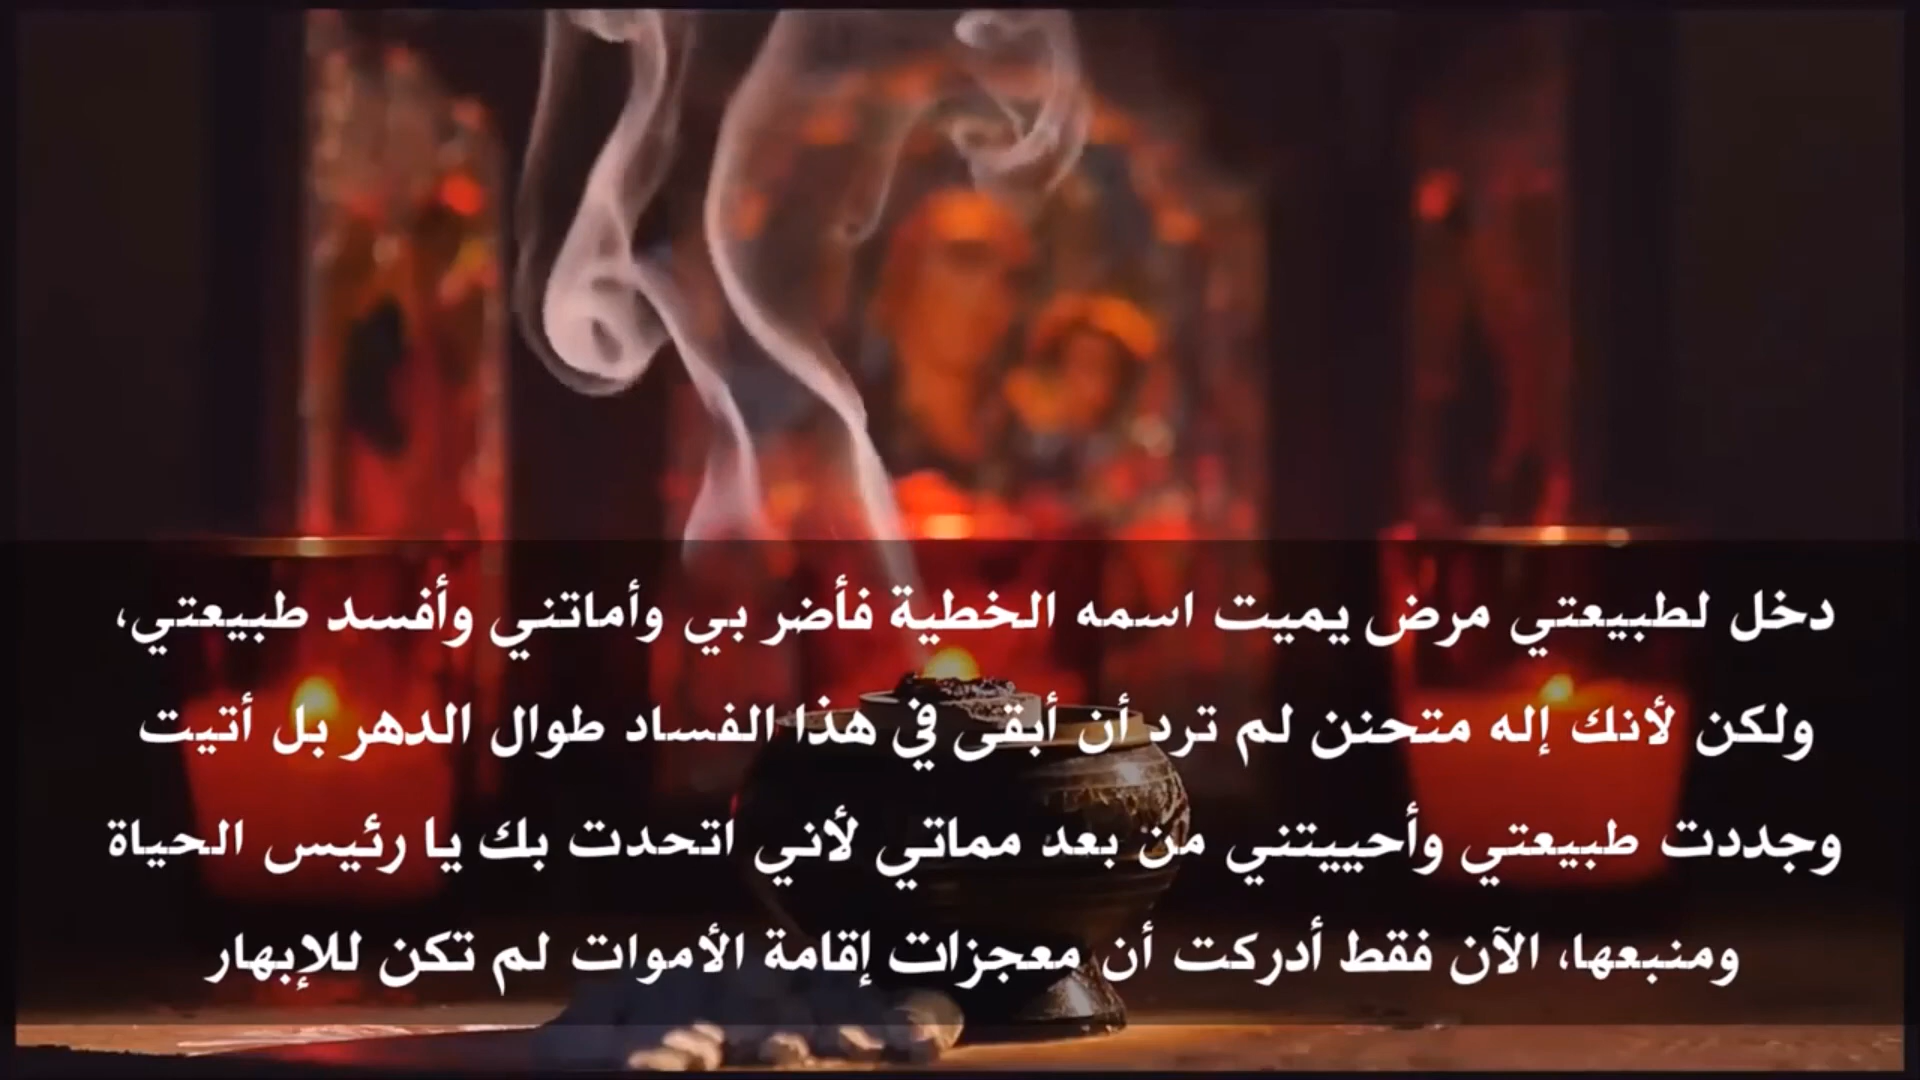 دخل لطبيعتي مرض يميت اسمه الخطية فأضر بي وأماتني وأفسد طبيعتي،
ولكن لأنك إله متحنن لم ترد أن أبقى في هذا الفساد طوال الدهر بل أتيت
وجددت طبيعتي وأحييتني من بعد مماتي لأني اتحدت بك يا رئيس الحياة
ومنبعها، الآن فقط أدركت أن معجزات إقامة الأموات لم تكن للإبهار